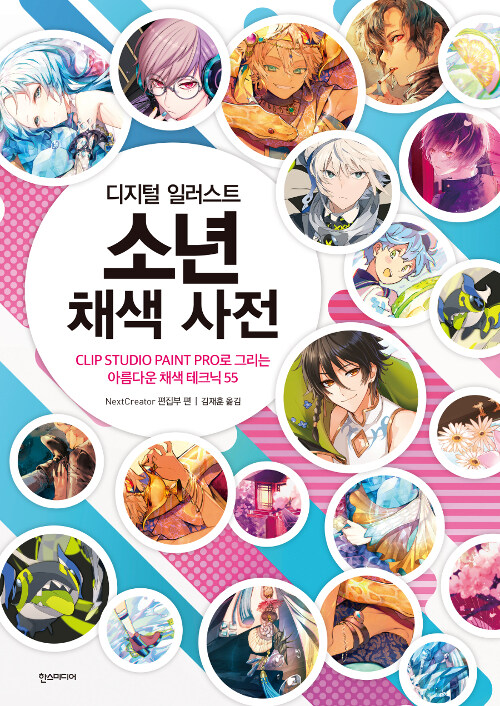 디지털 일러스트
소년
채색 사전
CLIP STUDIO PAINT PRO로 그리는
아름다운 채색 테크닉 55
NextCreator 편집부 편 | 김재훈 옮김
한스미디어